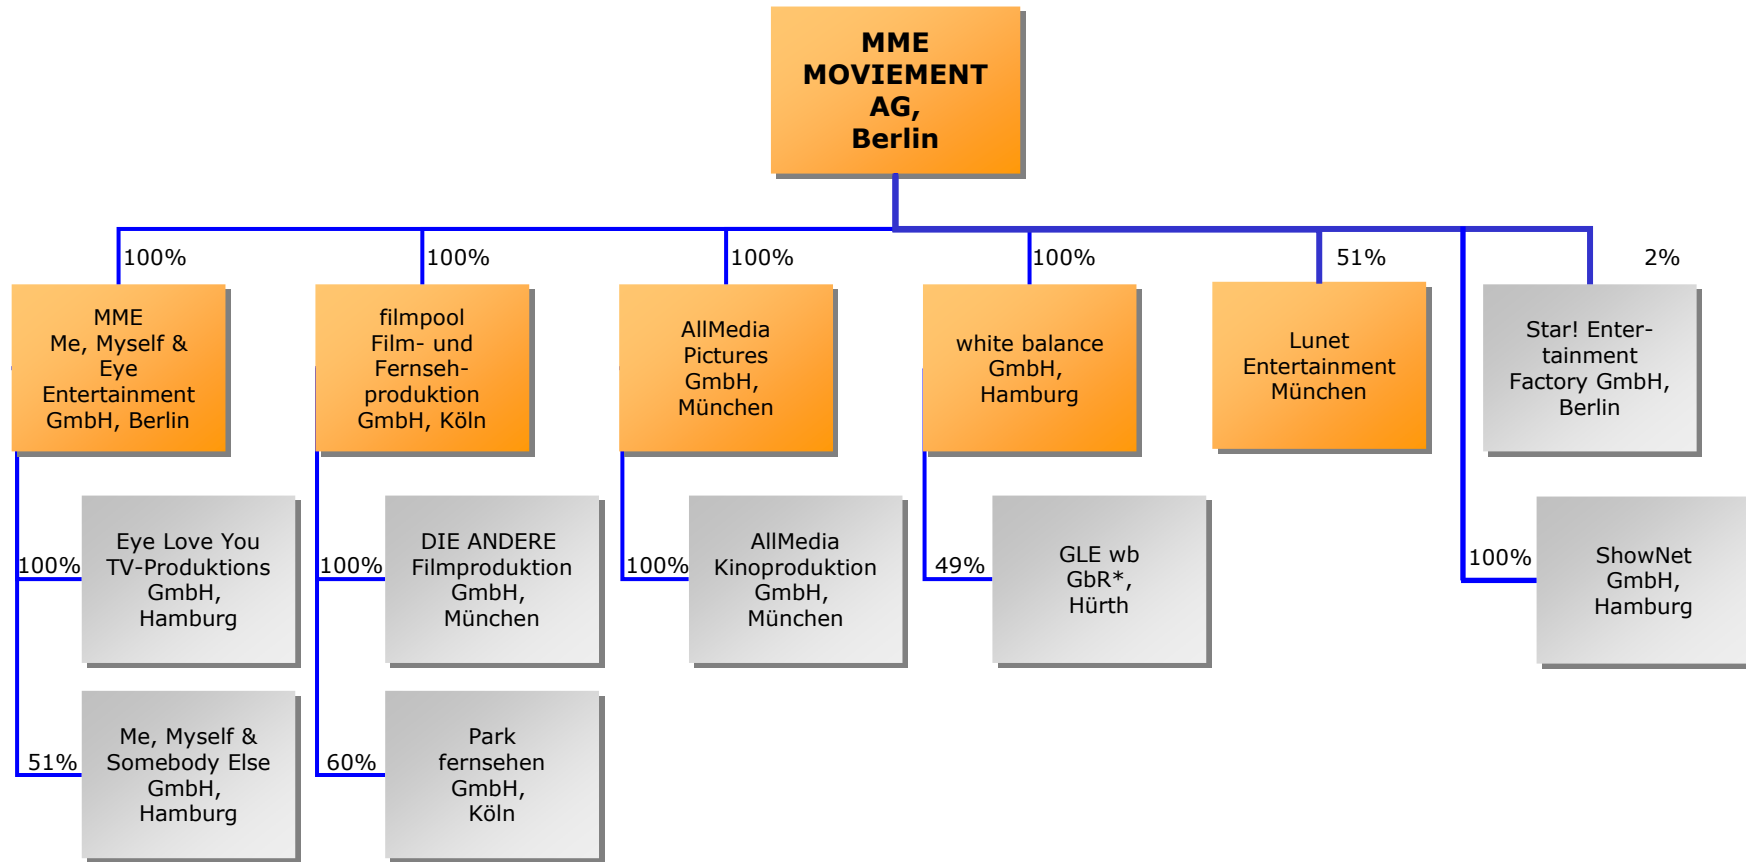 MME
MOVIEMENT
AG,
Berlin
100%
100%
100%
100%
51%
2%
MME
Me, Myself &
Eye
Entertainment
GmbH, Berlin
filmpool
Film- und
Fernseh-
produktion
GmbH, Köln
AllMedia
Pictures
GmbH,
München
white balance
GmbH,
Hamburg
Lunet
Entertainment
München
Star! Enter-
tainment
Factory GmbH,
Berlin
100%
Eye Love You
TV-Produktions
GmbH,
Hamburg
100%
DIE ANDERE
Filmproduktion
GmbH,
München
100%
AllMedia
Kinoproduktion
GmbH,
München
49%
GLE wb
GbR*,
Hürth
100%
ShowNet
GmbH,
Hamburg
51%
Me, Myself &
Somebody Else
GmbH,
Hamburg
60%
Park
fernsehen
GmbH,
Köln